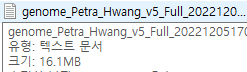 genome_Petra_Hwang_v5_Full_2022120...
genome_Petra_Hwang_v5_Full_20221205170
유형: 텍스트 문서
크기: 16.1MB